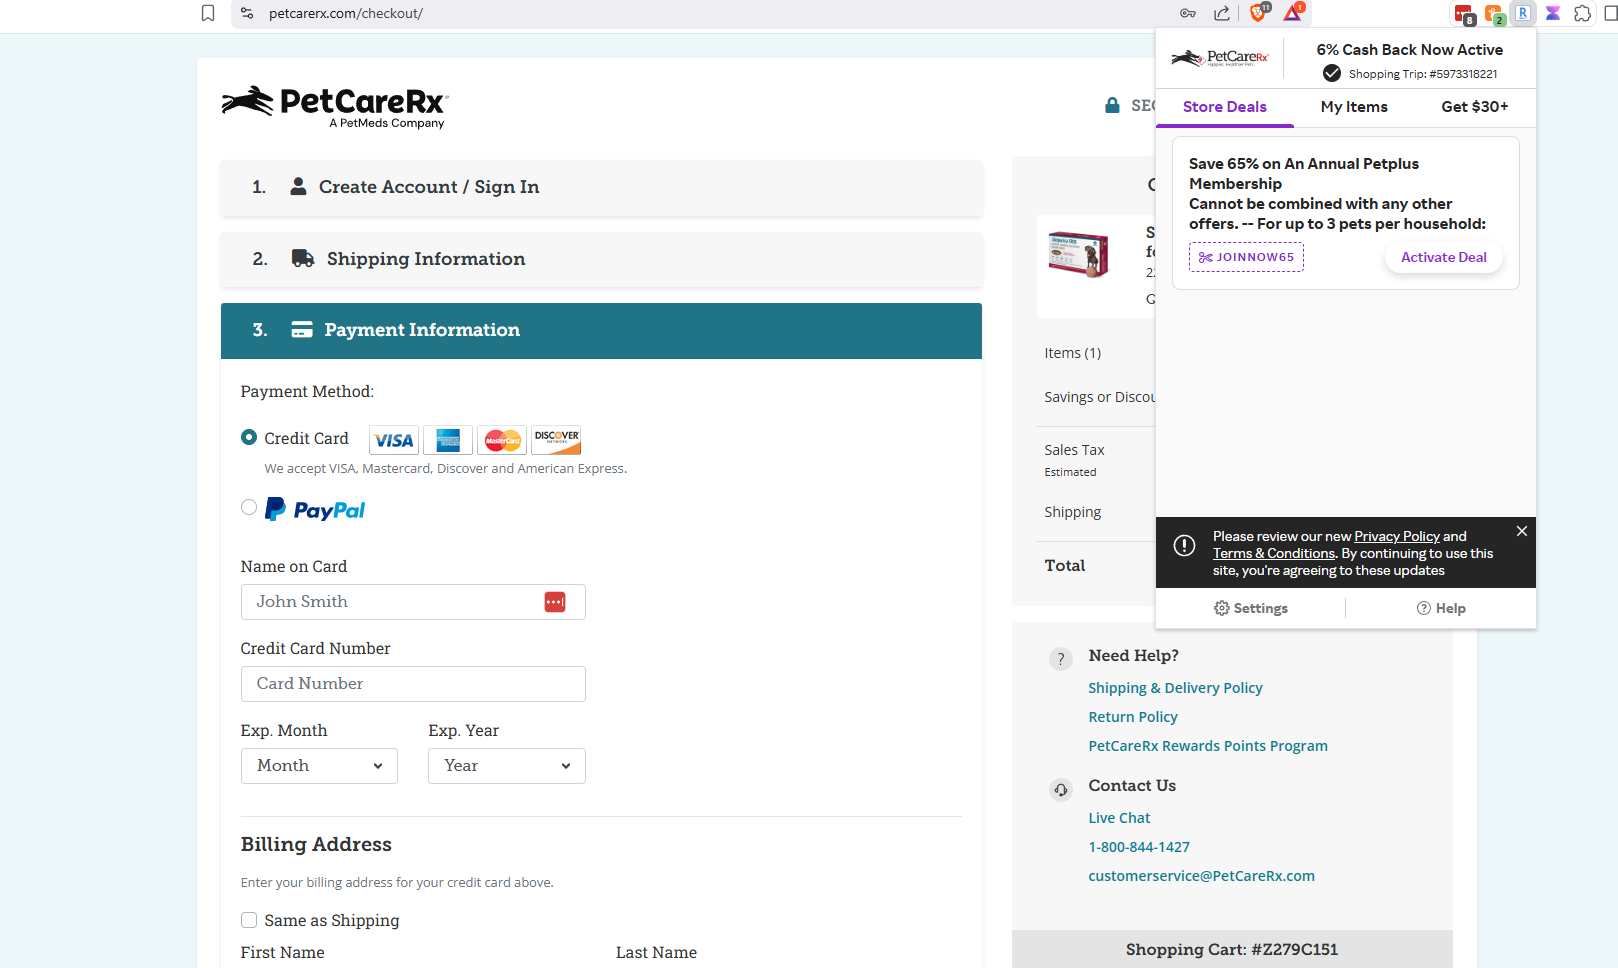 petcarerx.com/checkout/
11
1
8
2
R
PetCareRx
A PetMeds Company
1. Create Account / Sign In
2. Shipping Information
3. Payment Information
Payment Method:
Credit Card VISA MasterCard DISCOVER
NETWORK
We accept VISA, Mastercard, Discover and American Express.
PayPal
Name on Card
John Smith
Credit Card Number
Card Number
Exp. Month Exp. Year
Month Year
Billing Address
Enter your billing address for your credit card above.
Same as Shipping
First Name Last Name
Items (1)
Savings or Discou
Sales Tax
Estimated
Shipping
Total
PetCareRx
Happier, Healthier Pets.
6% Cash Back Now Active
Shopping Trip: #5973318221
Store Deals My Items Get $30+
Save 65% on An Annual Petplus
Membership
Cannot be combined with any other
offers. -- For up to 3 pets per household:
JOINNOW65 Activate Deal
Please review our new Privacy Policy and
Terms & Conditions. By continuing to use this
site, you're agreeing to these updates
Settings Help
Need Help?
Shipping & Delivery Policy
Return Policy
PetCareRx Rewards Points Program
Contact Us
Live Chat
1-800-844-1427
customerservice@PetCareRx.com
Shopping Cart: #Z279C151